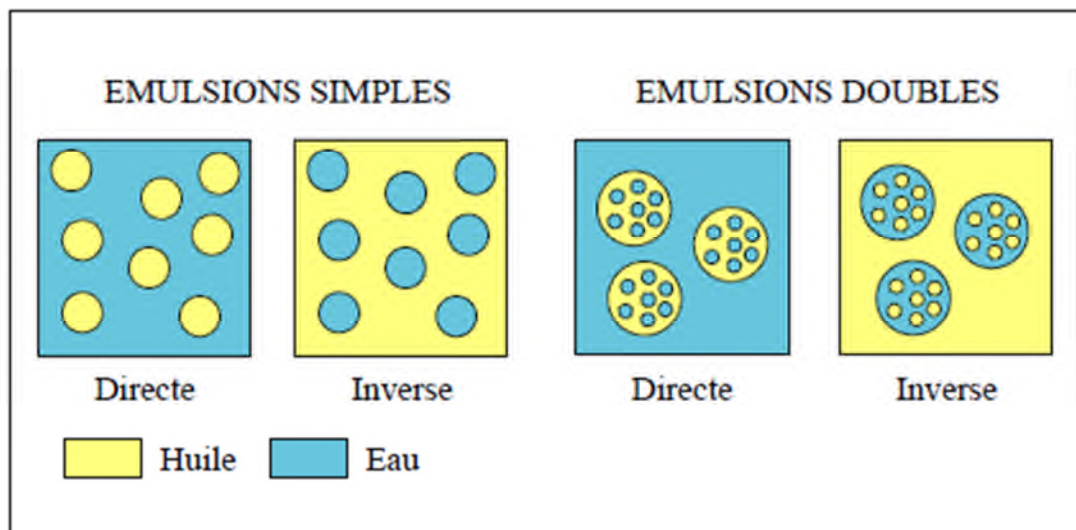 EMULSIONS SIMPLES
EMULSIONS DOUBLES
Directe
Inverse
Directe
Inverse
Huile
Eau